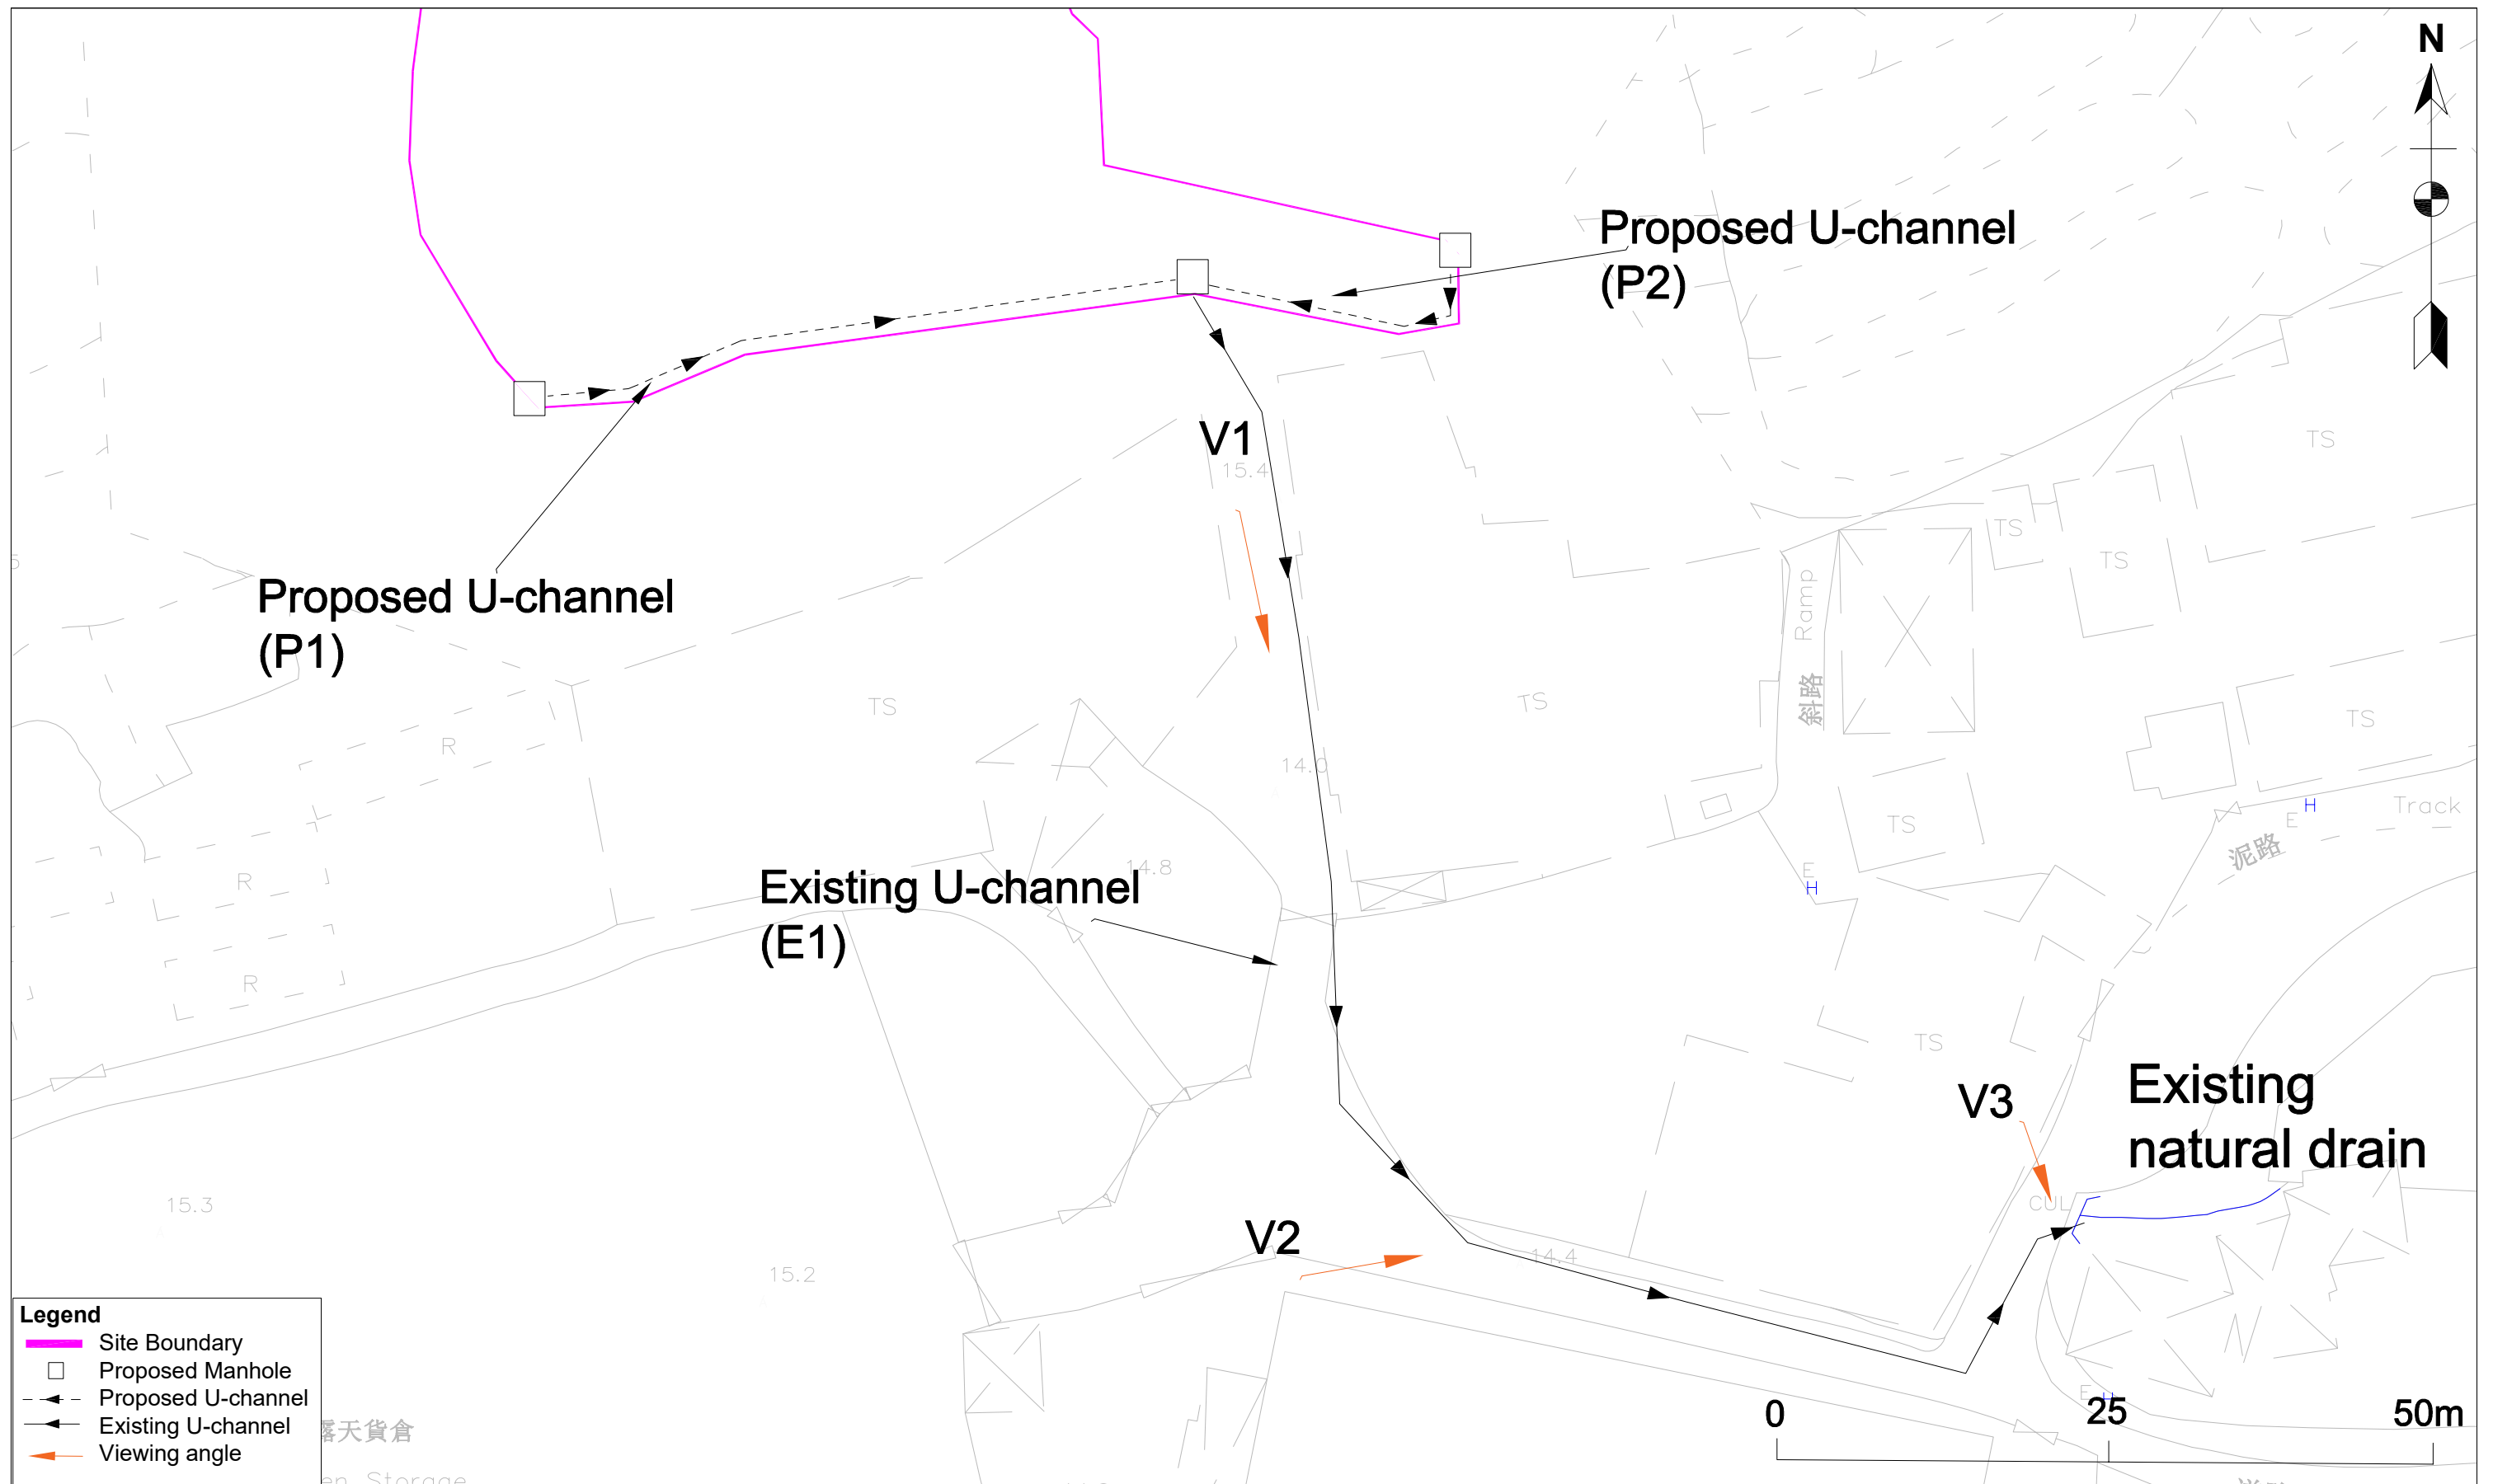 N
Proposed U-channel
(P2)
V1
15.4
TS
TS
TS
Proposed U-channel
(P1)
Ramp
斜路
TS
TS
TS
R
14.0
H
E
Track
泥路
TS
Existing U-channel
(E1)
14.8
E
H
R
R
TS
Existing
natural drain
V3
CUL
15.3
V2
14.4
15.2
E
H
Legend
Site Boundary
Proposed Manhole
Proposed U-channel
Existing U-channel
Viewing angle
露天貨倉
Storage
0
25
50m